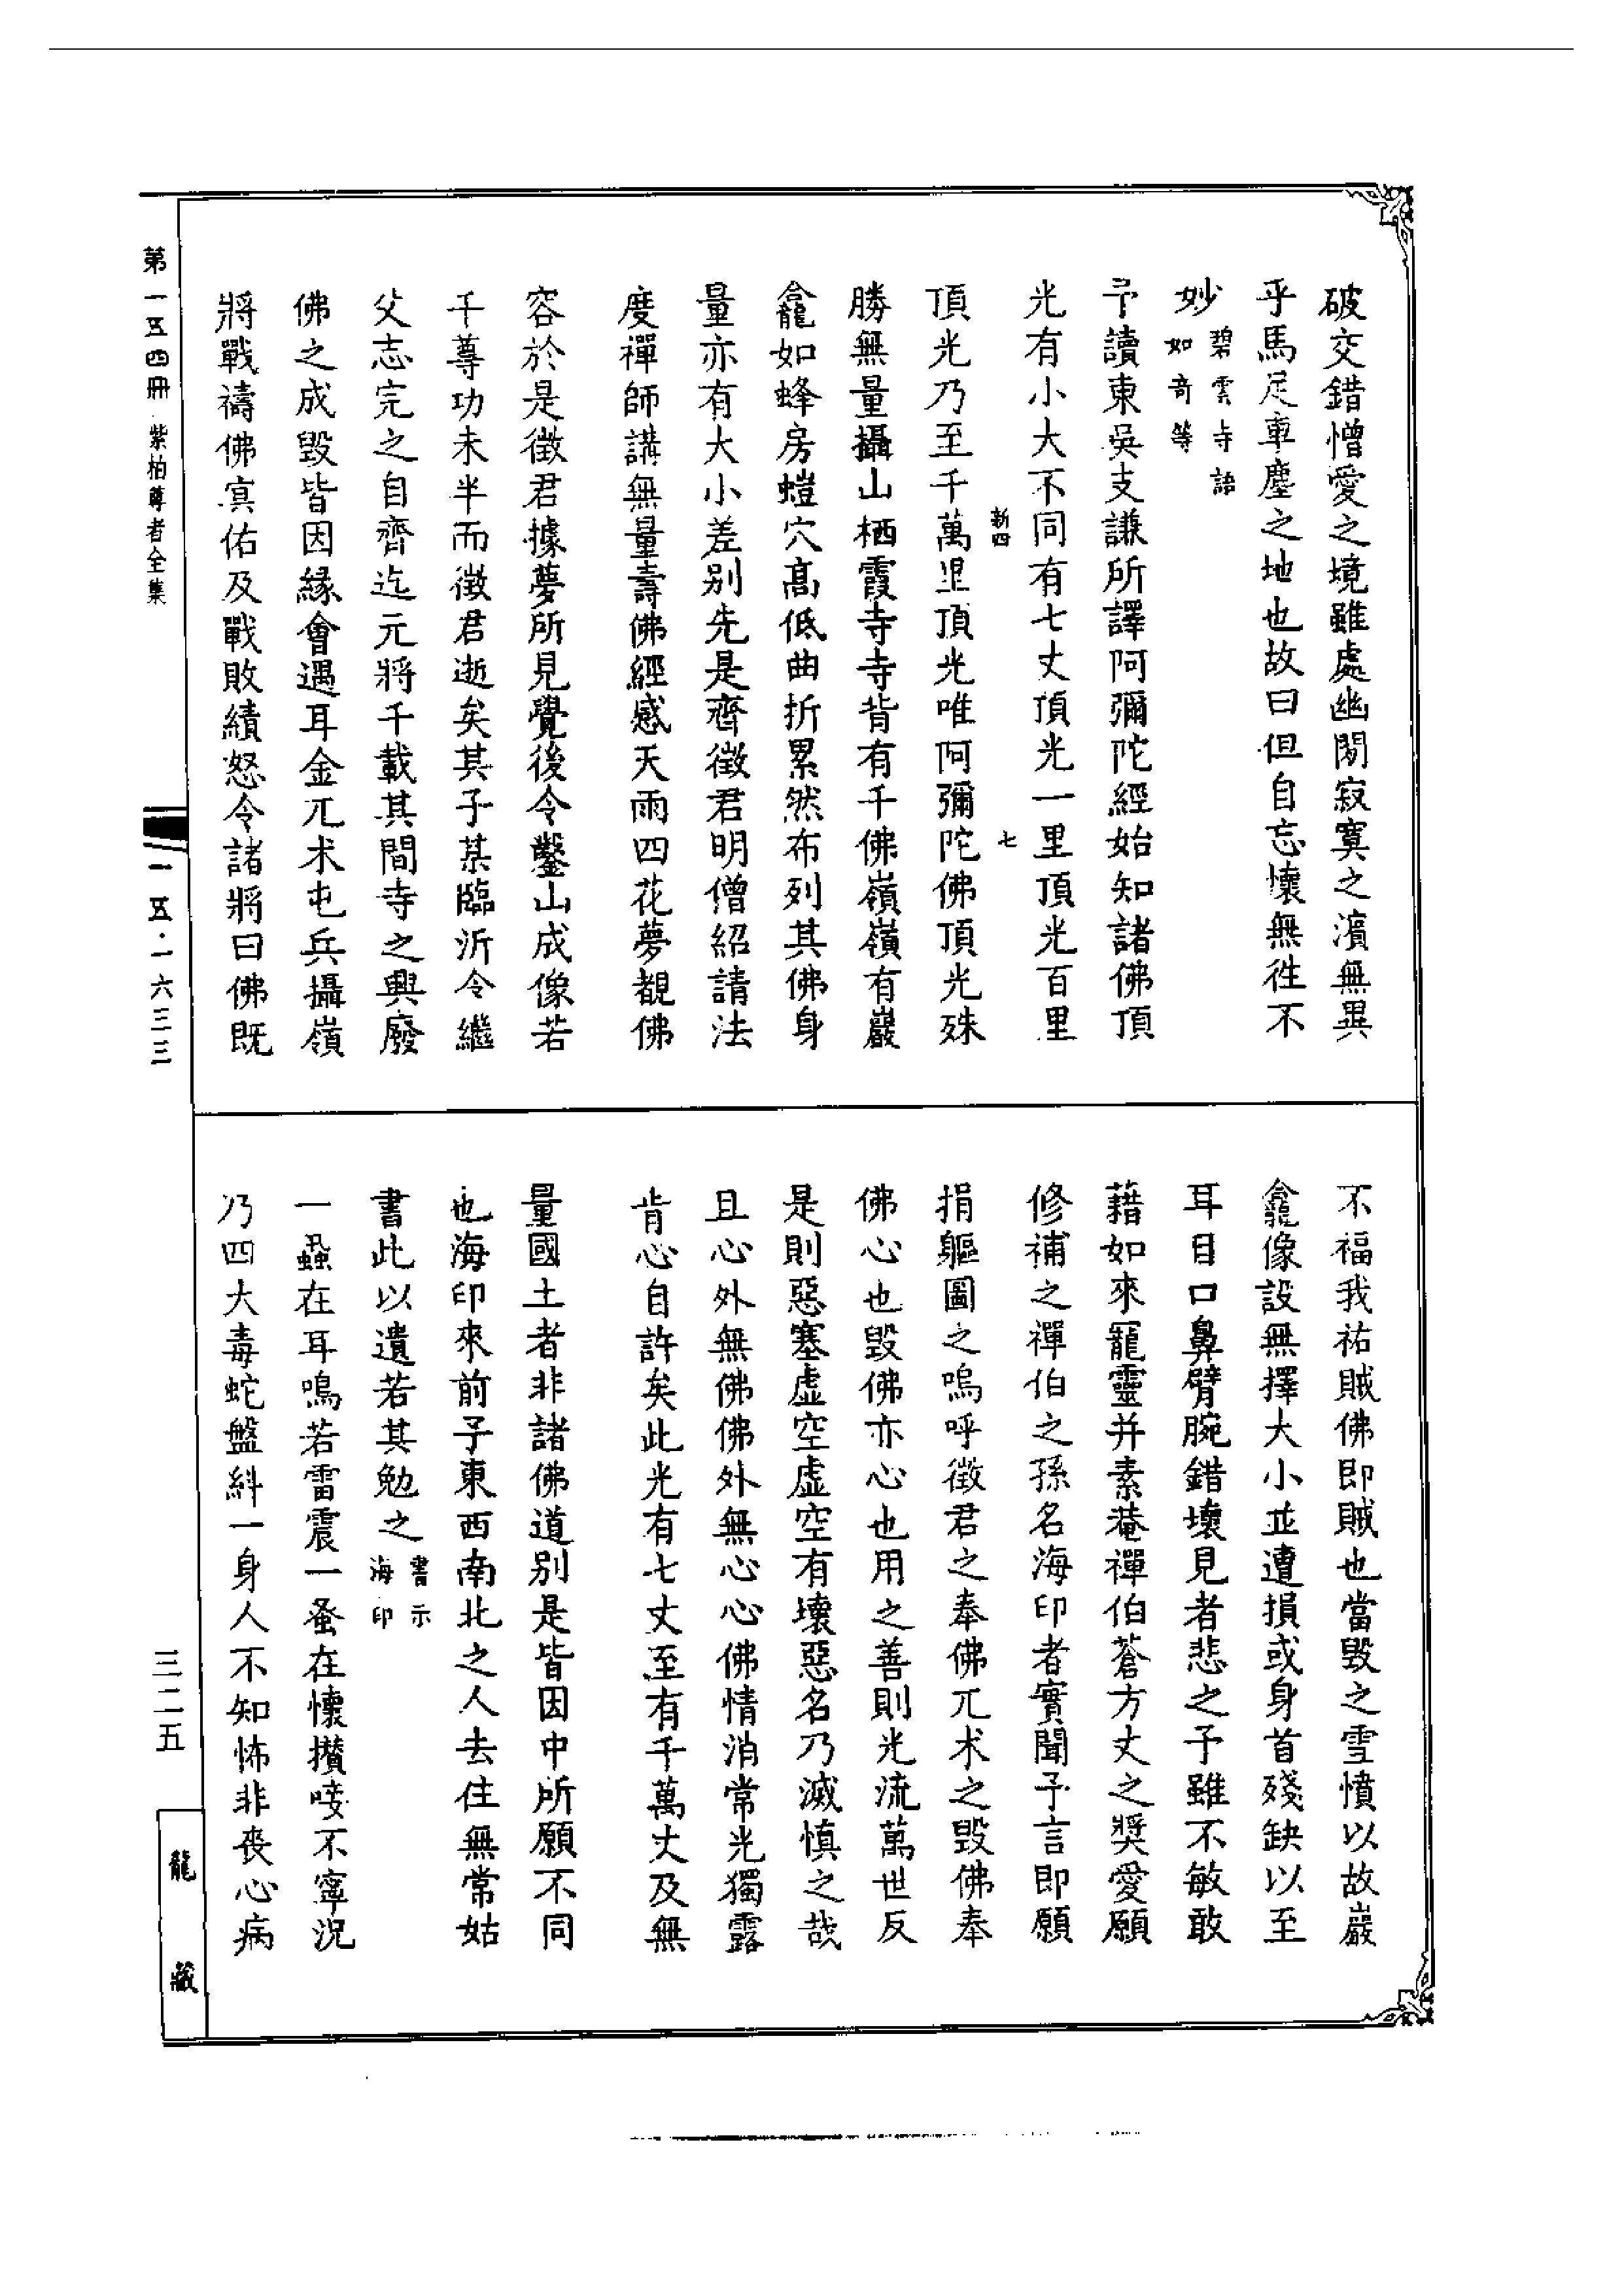 破交錯憎愛之境雖處幽閒寂寞之濱無異
乎馬足車塵之地也故曰但自忘懷無徃不
妙
碧雲寺語
如奇等
予讀東吳支謙所譯阿彌陀經始知諸佛頂
光有小大不同有七丈頂光一里頂光百里
新四
七
頂光乃至千萬里頂光唯阿彌陀佛頂光殊
勝無量攝山栖霞寺寺背有千佛嶺嶺有巖
龕如蜂房螘穴高低曲折累然布列其佛身
量亦有大小差别先是齊徵君明僧紹請法
度禪師講無量壽佛經感天雨四花夢覩佛
容於是徵君據夢所見覺後令鑿山成像若
千尊功未半而徵君逝矣其子某臨沂令繼
父志完之自齊迄元將千載其間寺之興廢
佛之成毀皆因緣會遇耳金兀术屯兵攝嶺
將戰禱佛冥佑及戰敗績怒令諸將曰佛既
不福我祐賊佛即賊也當毀之雪憤以故巖
龕像設無擇大小並遭損或身首殘缺以至
耳目口鼻臂腕錯壞見者悲之予雖不敏敢
藉如來寵靈并素菴禪伯蒼方丈之獎愛願
修補之禪伯之孫名海印者實聞予言即願
捐軀圖之嗚呼徵君之奉佛兀术之毀佛奉
佛心也毀佛亦心也用之善則光流萬世反
是則惡塞虛空虛空有壞惡名乃滅慎之哉
且心外無佛佛外無心心佛情消常光獨露
肯心自許矣此光有七丈至有千萬丈及無
量國土者非諸佛道别是皆因中所願不同
也海印來前子東西南北之人去住無常姑
書此以遺若其勉之
書示
海印
一蝨在耳鳴若雷震一蚤在懷攢𠯗不寧況
乃四大毒蛇盤糾一身人不知怖非喪心病
第一五四冊 紫柏尊者全集
一五·一六三三
三二五
龍藏